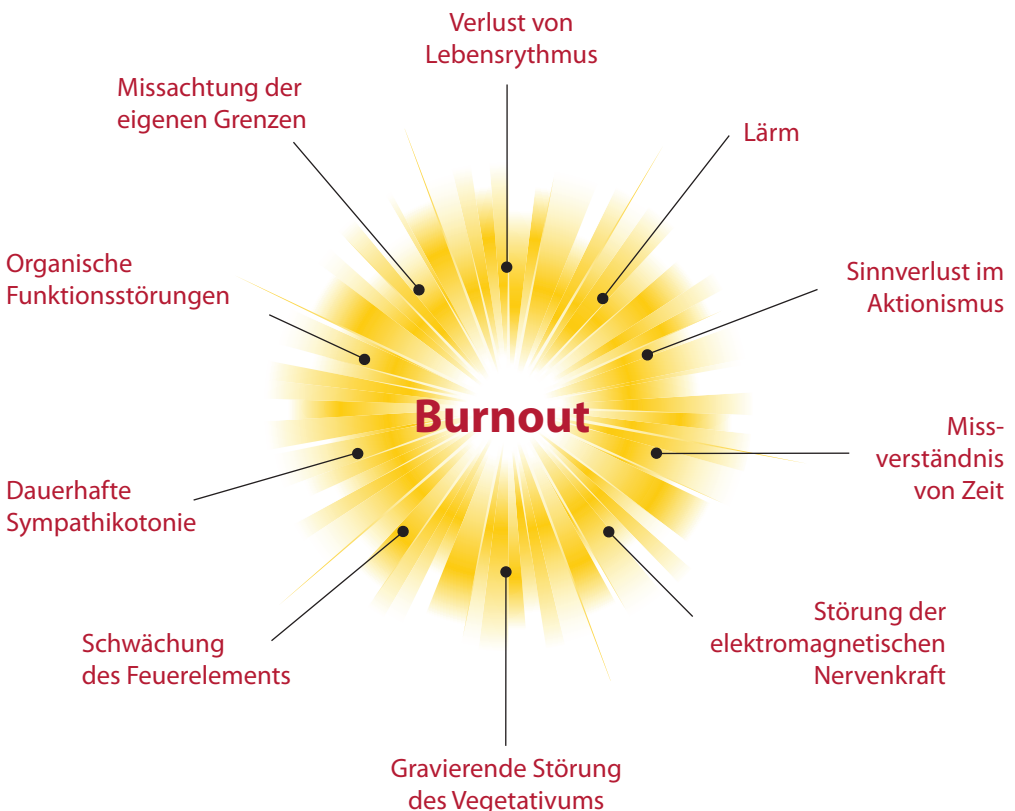 Verlust von
Lebensrythmus
Missachtung der
eigenen Grenzen
Lärm
Organische
Funktionsstörungen
Sinnverlust im
Aktionismus
Burnout
Miss-
verständnis
von Zeit
Dauerhafte
Sympathikotonie
Störung der
elektromagnetischen
Nervenkraft
Schwächung
des Feuerelements
Gravierende Störung
des Vegetativums